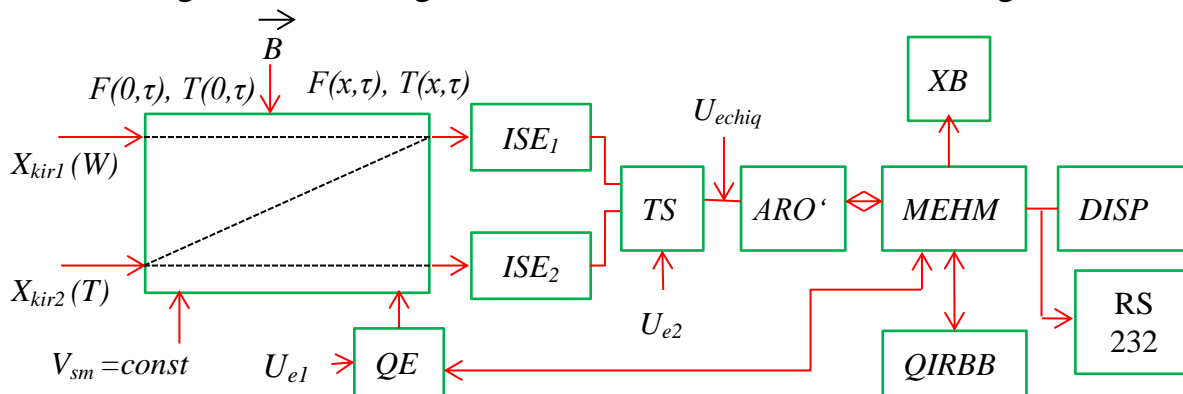 B
XB
F(0,τ), T(0,τ)
F(x,τ), T(x,τ)
U_echiq
X_kir1(W)
ISE_1
TS
ARO‘
MEHM
DISP
ISE_2
X_kir2(T)
U_e2
V_sm=const
U_e1
QE
QIRBB
RS
232